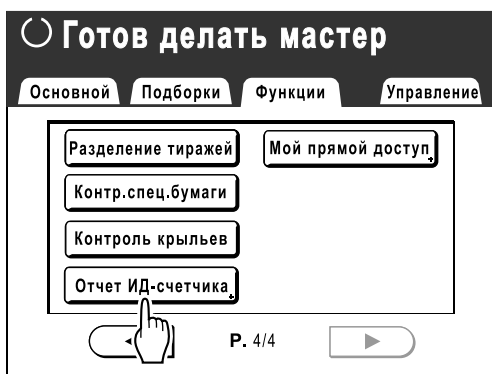 Готов делать мастер
Основной Подборки Функции Управление
Разделение тиражей Мой прямой доступ
Контр.спец.бумаги
Контроль крыльев
Отчет ИД-счетчика
P. 4/4